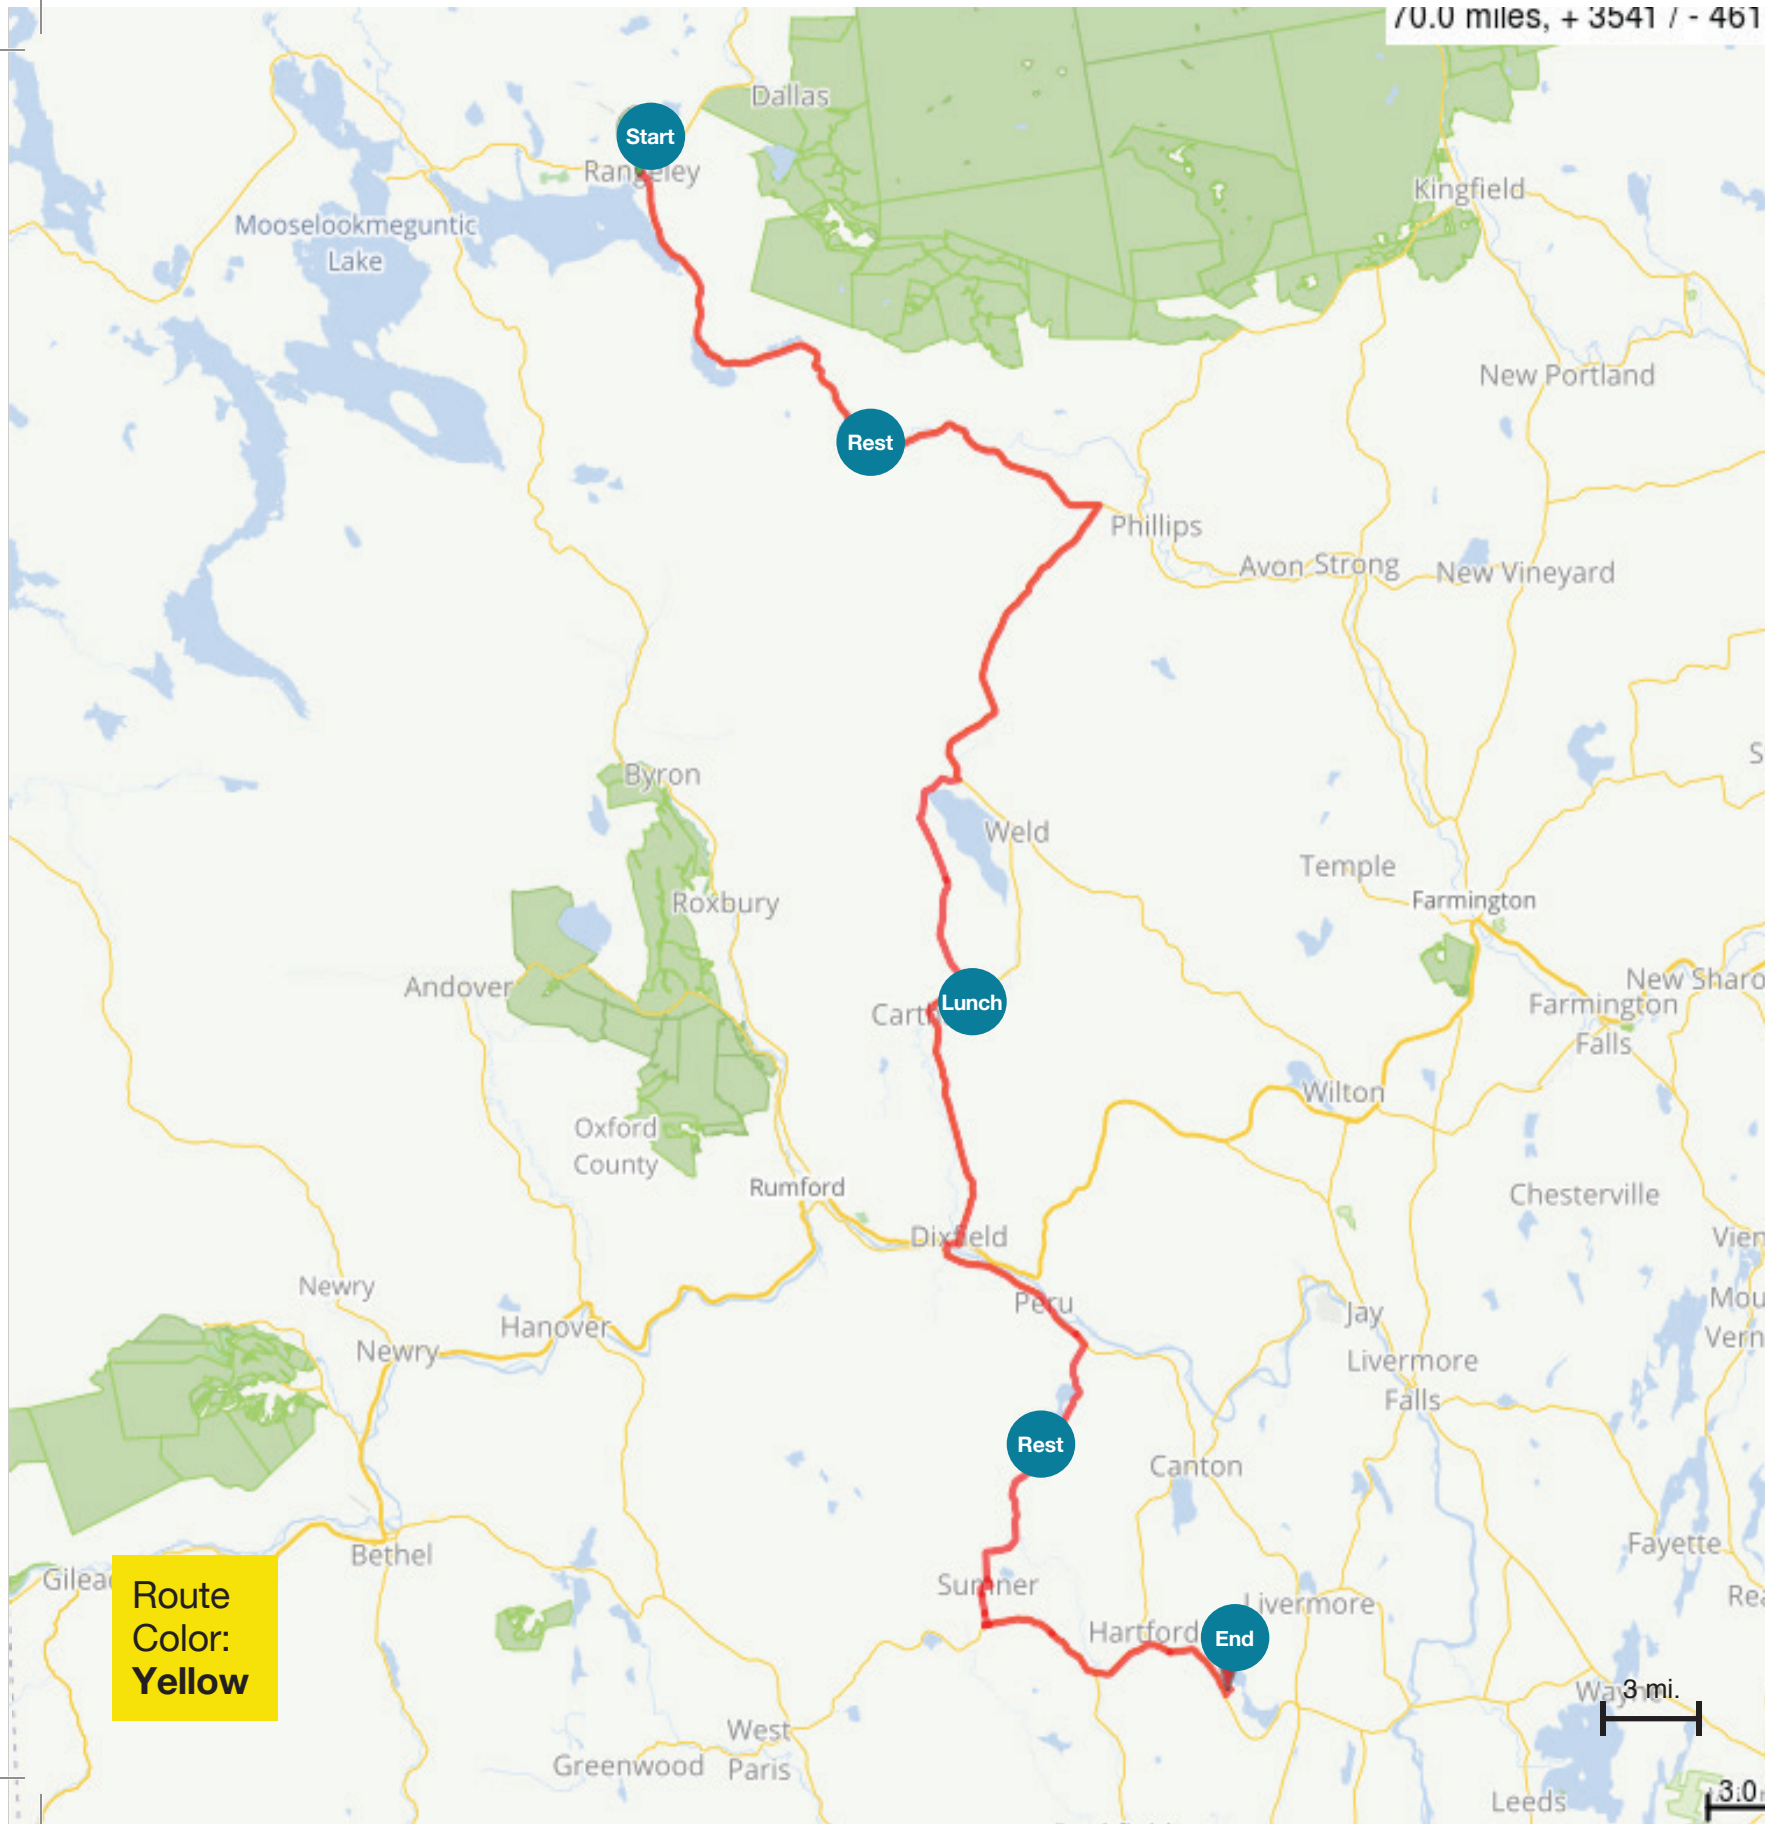 70.0 miles, + 3541 / - 461
Dallas
Start
Rangeley
Kingfield
Mooselookmeguntic
Lake
New Portland
Rest
Phillips
Avon
Strong
New Vineyard
Byron
Weld
Temple
Farmington
Roxbury
Andover
Lunch
New Sharo
Farmington
Falls
Wilton
Oxford
County
Rumford
Chesterville
Dixfield
Newry
Peru
Jay
Hanover
Newry
Livermore
Falls
Rest
Canton
Fayette
Bethel
Route
Color:
Yellow
Sumner
Livermore
Hartford
End
3 mi.
West
Paris
Greenwood
Leeds
3.0